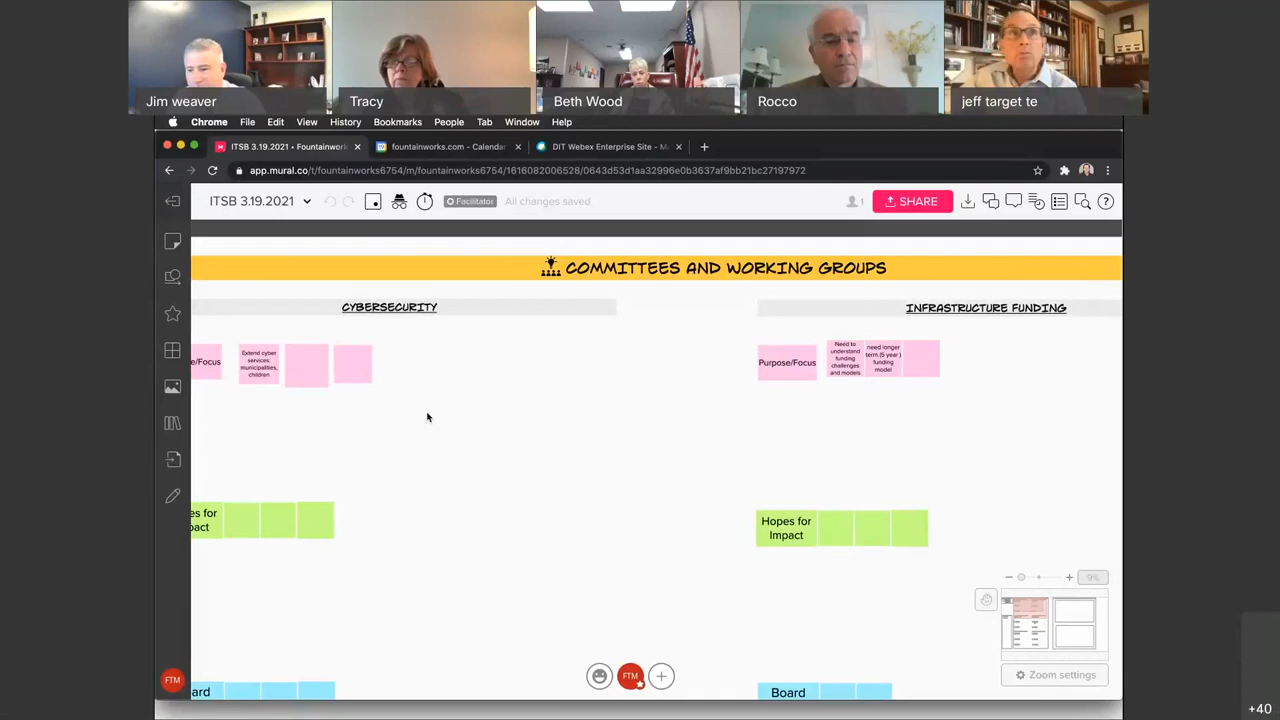 Jim weaver
Tracy
Beth Wood
Rocco
jeff target te
Chrome File Edit View History Bookmarks People Tab Window Help
ITSB 3.19.2021 • Fountainwork
fountainworks.com - Calenda
DIT Webex Enterprise Site - M
app.mural.co/t/fountainworks6754/m/fountainworks6754/1616082006528/0643d53d1aa32996e0b3637af9bb21bc27197972
ITSB 3.19.2021
Facilitator
All changes saved
1
SHARE
COMMITTEES AND WORKING GROUPS
CYBERSECURITY
INFRASTRUCTURE FUNDING
e/Focus
Extend cyber
services:
municipalities,
children
Purpose/Focus
Need to
understand
funding
challenges
and models
need longer
term (5 year )
funding
model
es for
pact
Hopes for
Impact
9%
Zoom settings
FTM
FTM
ard
Board
+40